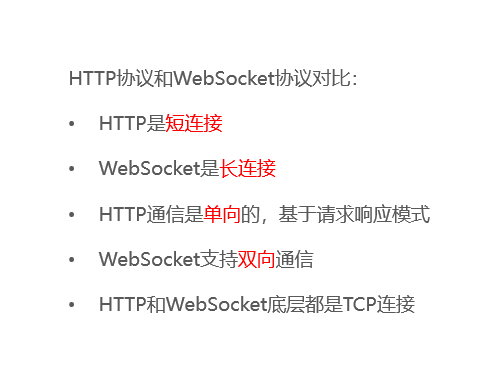 HTTP协议和WebSocket协议对比：
• HTTP是短连接
• WebSocket是长连接
• HTTP通信是单向的，基于请求响应模式
• WebSocket支持双向通信
• HTTP和WebSocket底层都是TCP连接